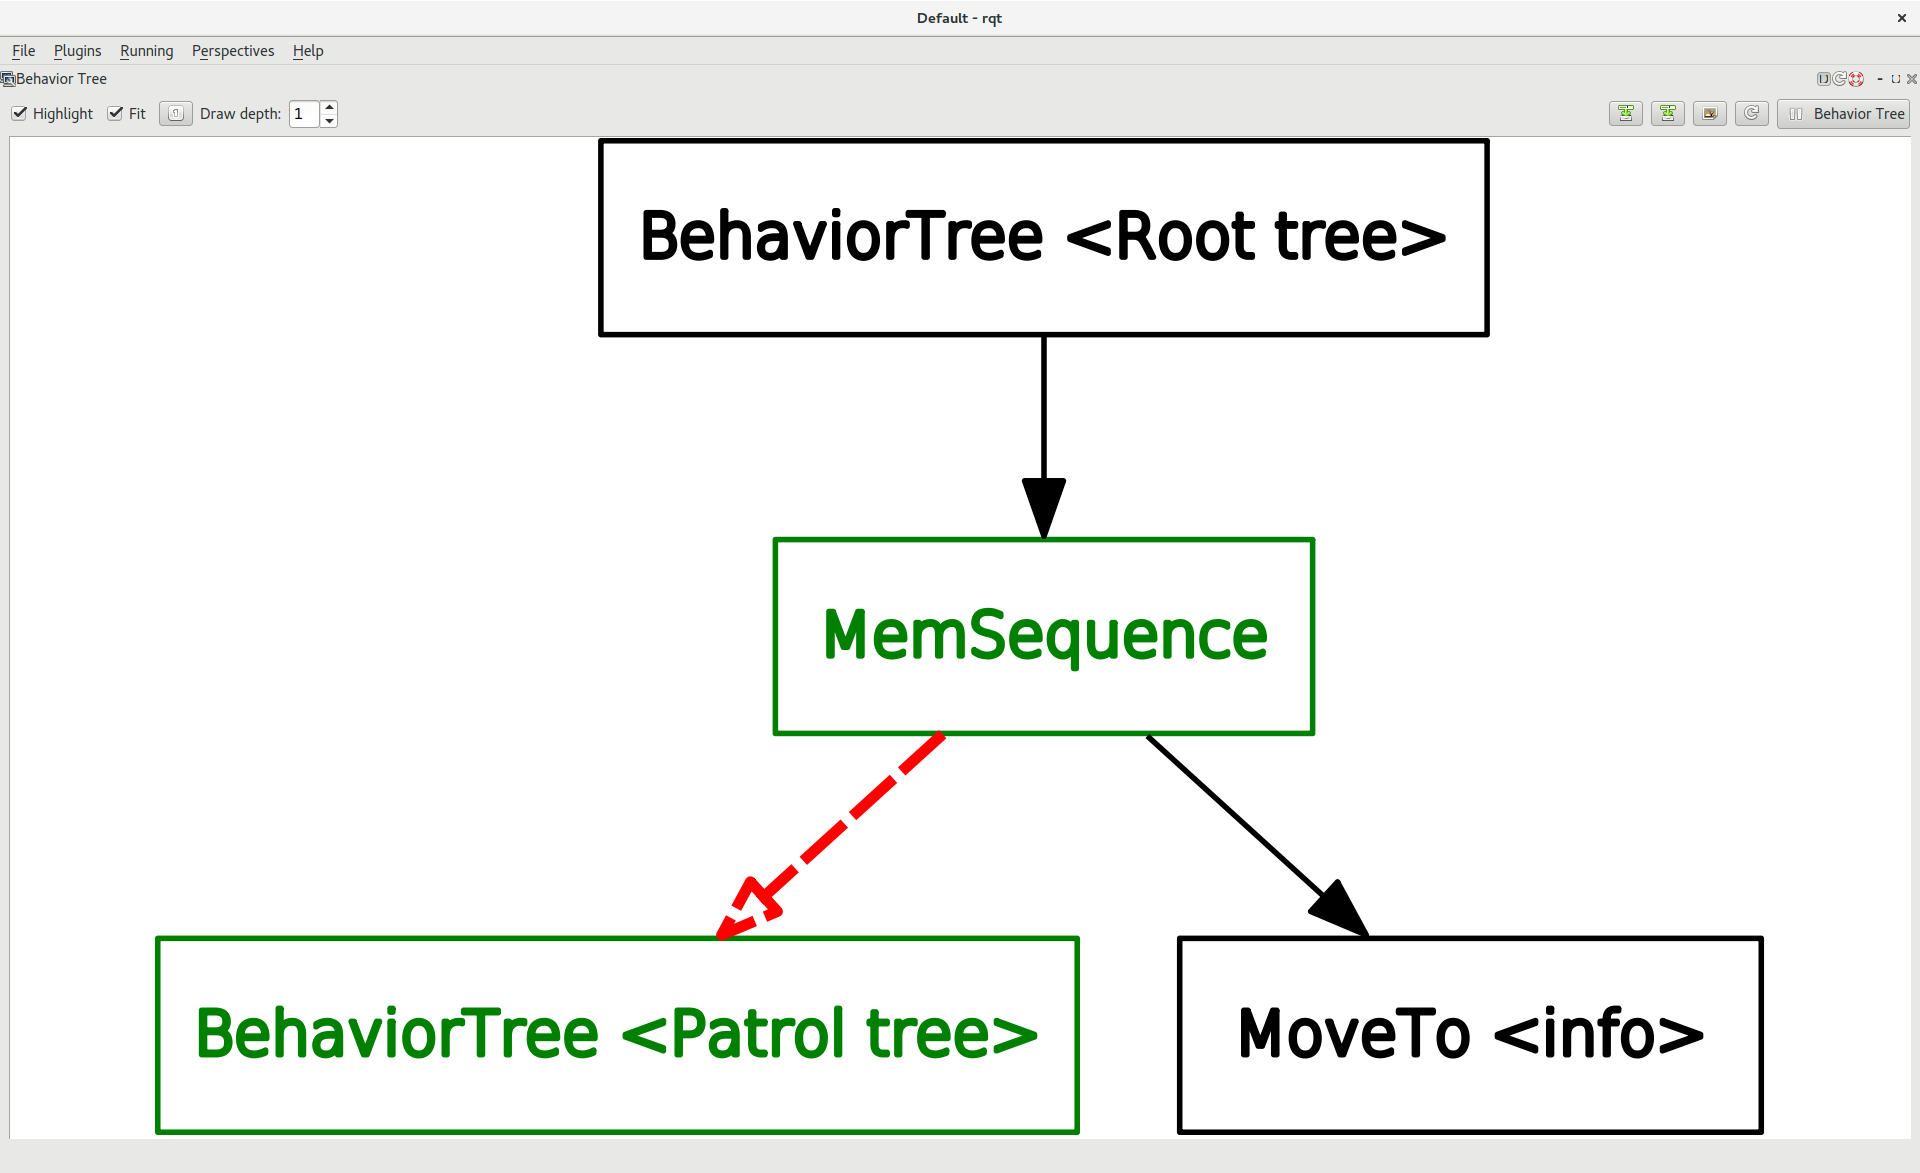 Default - rqt
File Plugins Running Perspectives Help
Behavior Tree
Highlight Fit Draw depth: 1 Behavior Tree
BehaviorTree <Root tree>
MemSequence
BehaviorTree <Patrol tree> MoveTo <info>